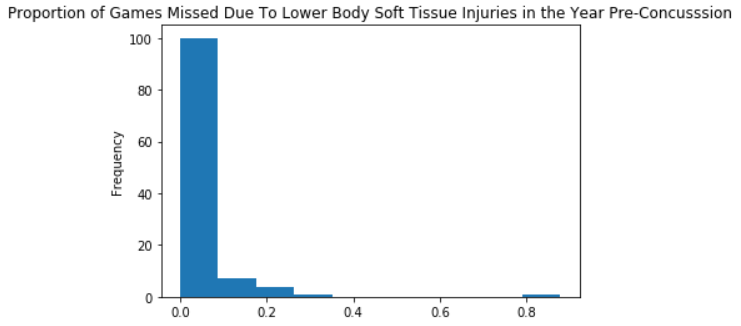 Proportion of Games Missed Due To Lower Body Soft Tissue Injuries in the Year Pre-Concusssion
100
80
60
40
20
0
Frequency
0.0 0.2 0.4 0.6 0.8